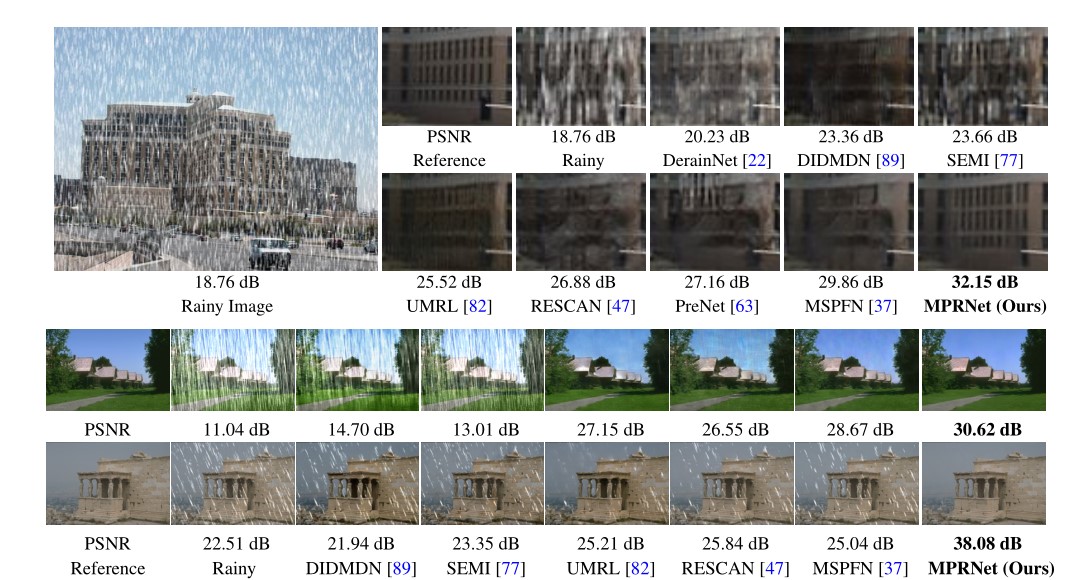 PSNR 18.76 dB 20.23 dB 23.36 dB 23.66 dB
Reference Rainy DerainNet [22] DIDMDN [89] SEMI [77]
18.76 dB 25.52 dB 26.88 dB 27.16 dB 29.86 dB 32.15 dB
Rainy Image UMRL [82] RESCAN [47] PreNet [63] MSPFN [37] MPRNet (Ours)
PSNR 11.04 dB 14.70 dB 13.01 dB 27.15 dB 26.55 dB 28.67 dB 30.62 dB
PSNR 22.51 dB 21.94 dB 23.35 dB 25.21 dB 25.84 dB 25.04 dB 38.08 dB
Reference Rainy DIDMDN [89] SEMI [77] UMRL [82] RESCAN [47] MSPFN [37] MPRNet (Ours)